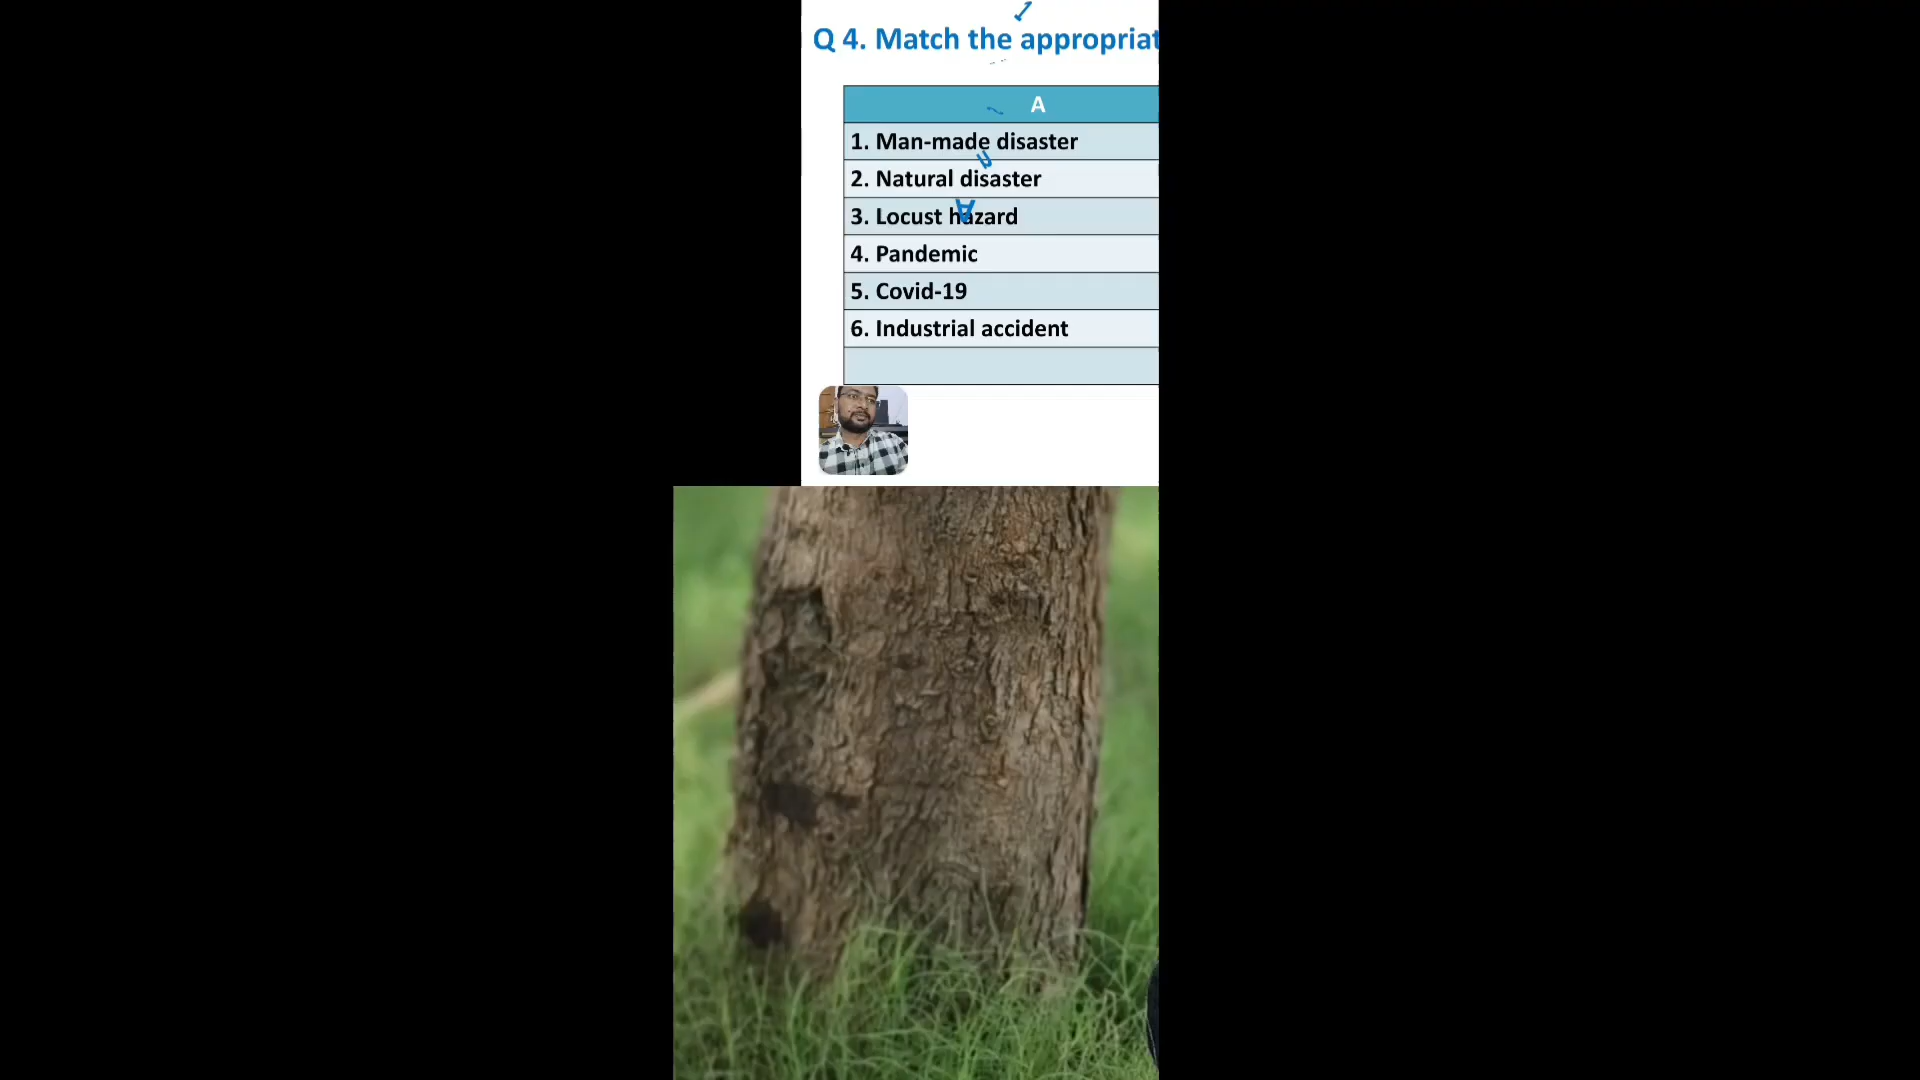 Q 4. Match the appropriat
A
1. Man-made disaster
2. Natural disaster
3. Locust hazard
4. Pandemic
5. Covid-19
6. Industrial accident